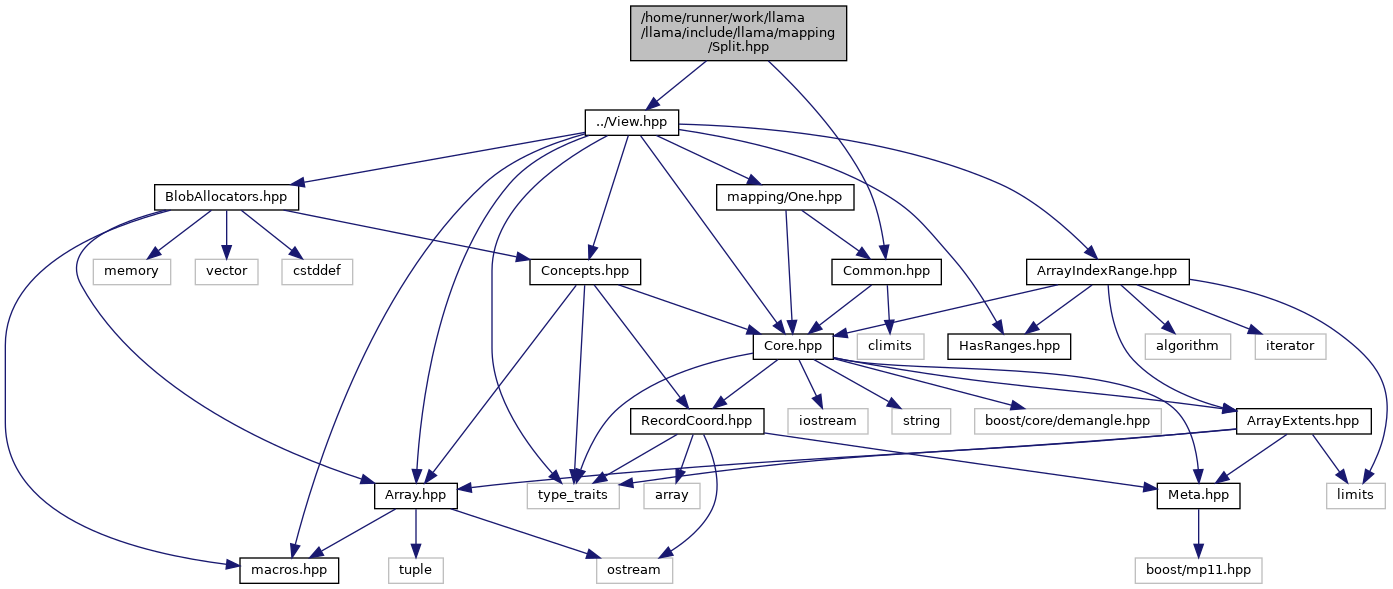 /home/runner/work/llama
/llama/include/llama/mapping
/Split.hpp
../View.hpp
BlobAllocators.hpp
mapping/One.hpp
memory
vector
cstddef
Concepts.hpp
Common.hpp
ArrayIndexRange.hpp
Core.hpp
climits
HasRanges.hpp
algorithm
iterator
RecordCoord.hpp
iostream
string
boost/core/demangle.hpp
ArrayExtents.hpp
Array.hpp
type_traits
array
Meta.hpp
limits
macros.hpp
tuple
ostream
boost/mp11.hpp